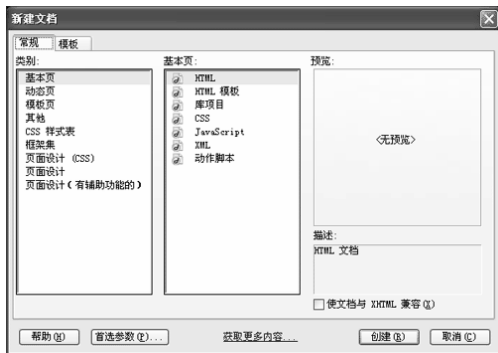 新建文档
常规 模板
类别:
基本页
动态页
模板页
其他
CSS 样式表
框架集
页面设计 (CSS)
页面设计
页面设计(有辅助功能的)
基本页:
HTML
HTML 模板
库项目
CSS
JavaScript
XML
动作脚本
预览:
<无预览>
描述:
HTML 文档
使文档与 XHTML 兼容(X)
帮助(H) 首选参数(P)... 获取更多内容... 创建(R) 取消(C)